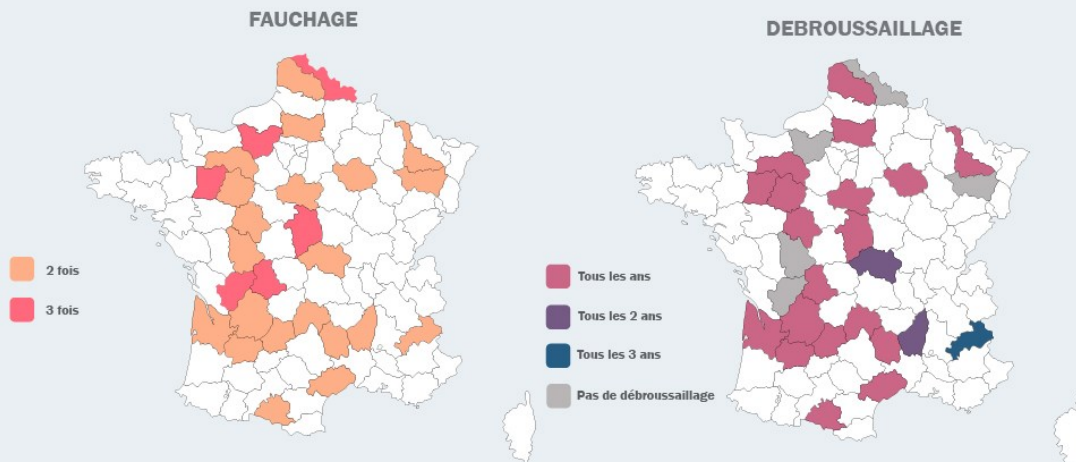 FAUCHAGE
2 fois
3 fois
DEBROUSSAILLAGE
Tous les ans
Tous les 2 ans
Tous les 3 ans
Pas de débroussaillage